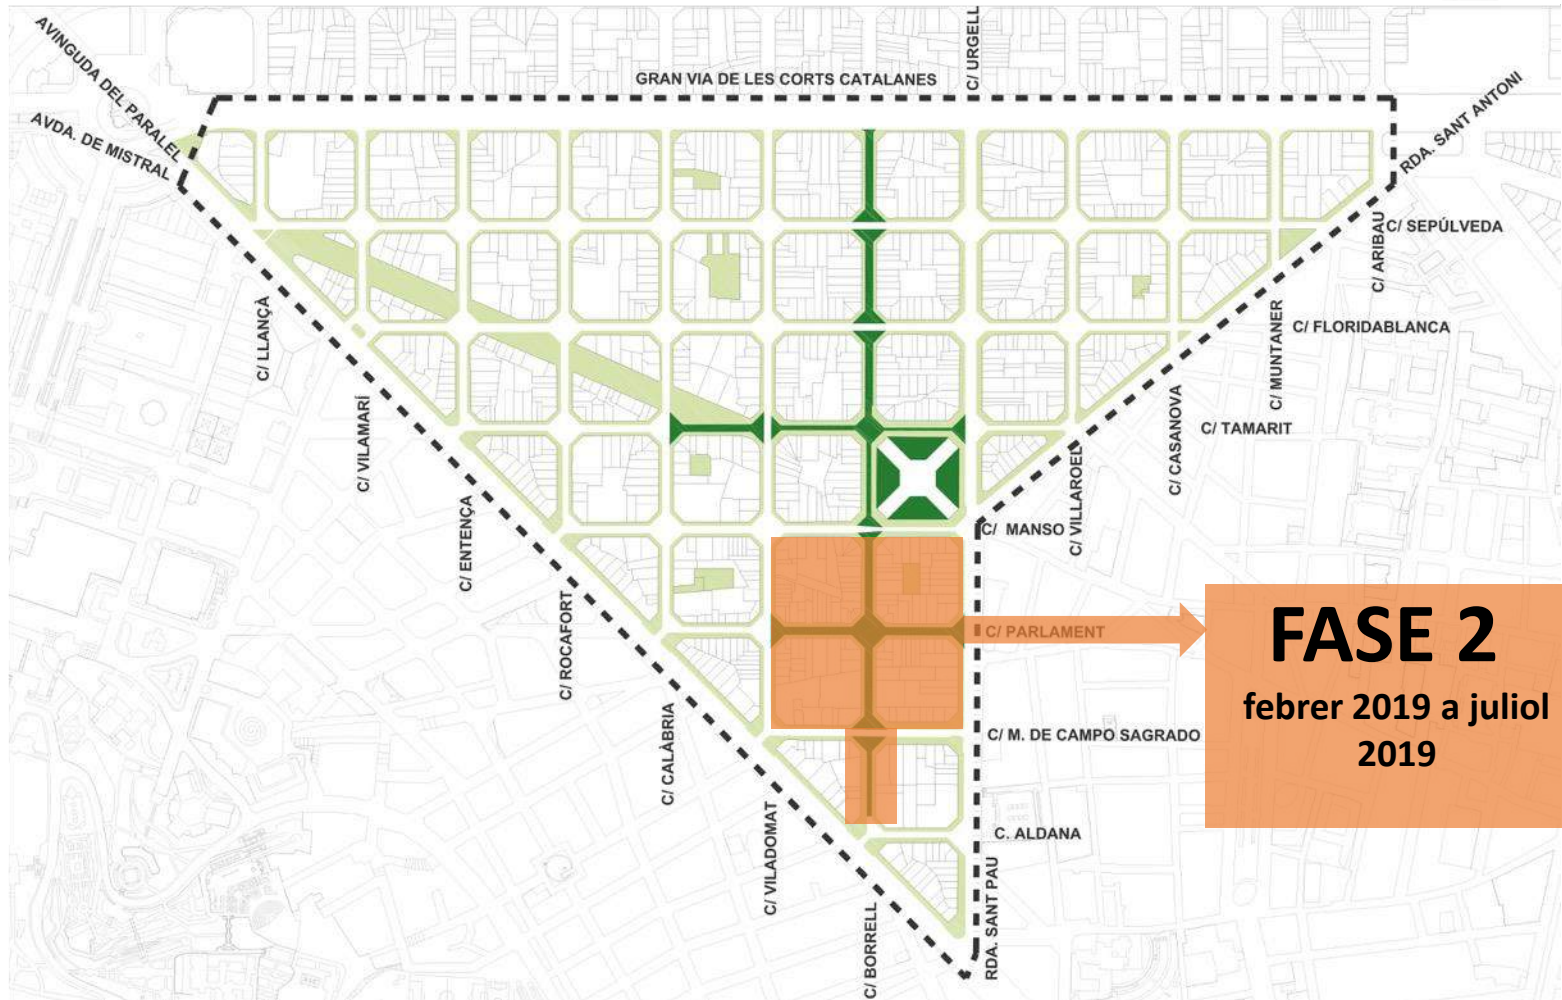 AVINGUDA DEL PARALEL
AVDA. DE MISTRAL
GRAN VIA DE LES CORTS CATALANES
C/ URGELL
RDA. SANT ANTONI
C/ SEPÚLVEDA
C/ ARIBAU
C/ FLORIDABLANCA
C/ MUNTANER
C/ TAMARIT
C/ CASANOVA
C/ VILLAROEL
C/ MANSO
C/ LLANÇÀ
C/ VILAMARÍ
C/ ENTENÇA
C/ ROCAFORT
C/ CALÀBRIA
C/ VILADOMAT
C/ BORRELL
C/ PARLAMENT
C/ M. DE CAMPO SAGRADO
C. ALDANA
RDA. SANT PAU
FASE 2
febrer 2019 a juliol
2019